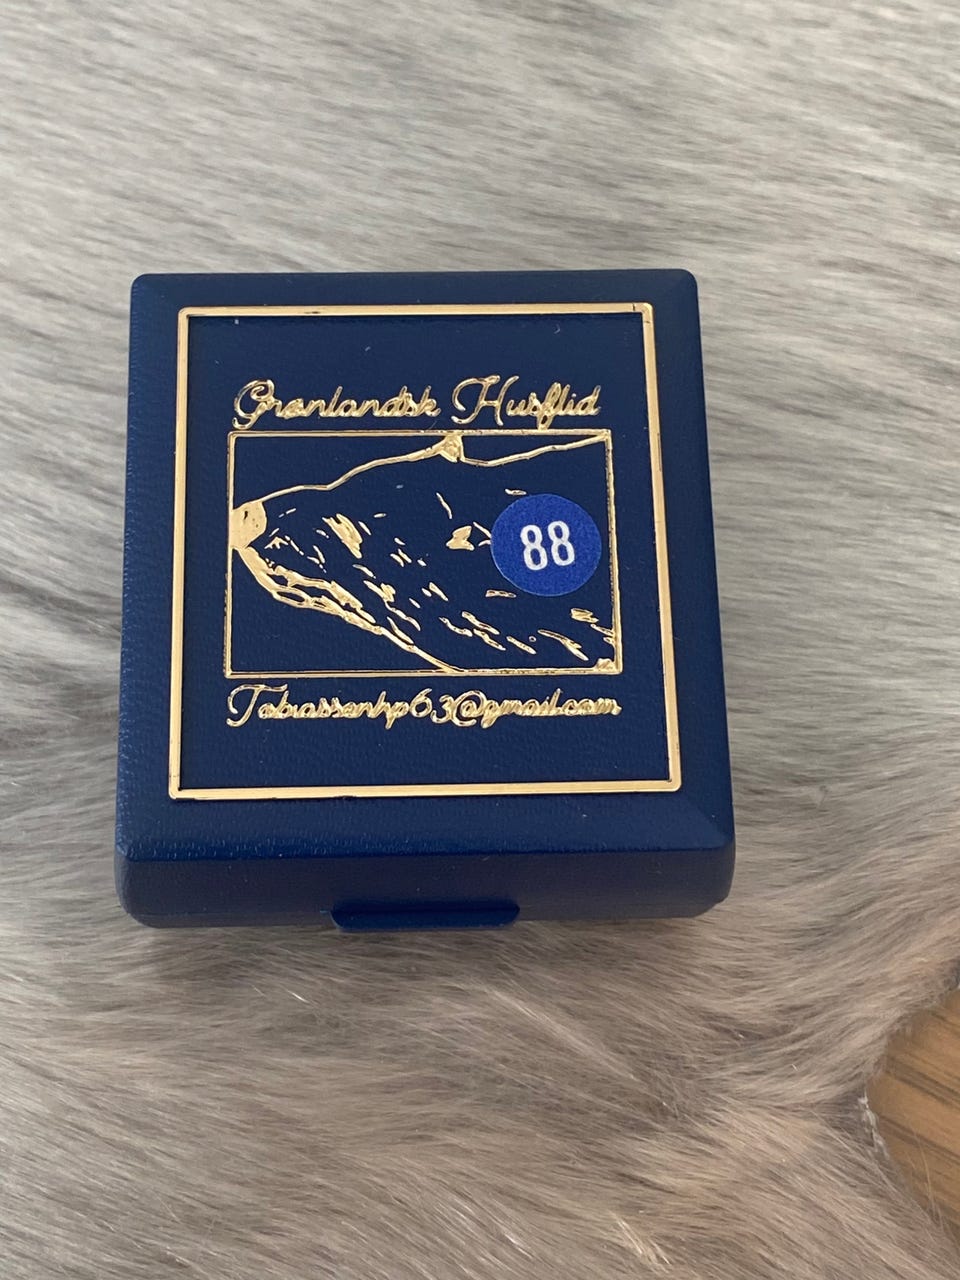 Grønlandsk Husflid
88
Tobiassenhp63@gmail.com